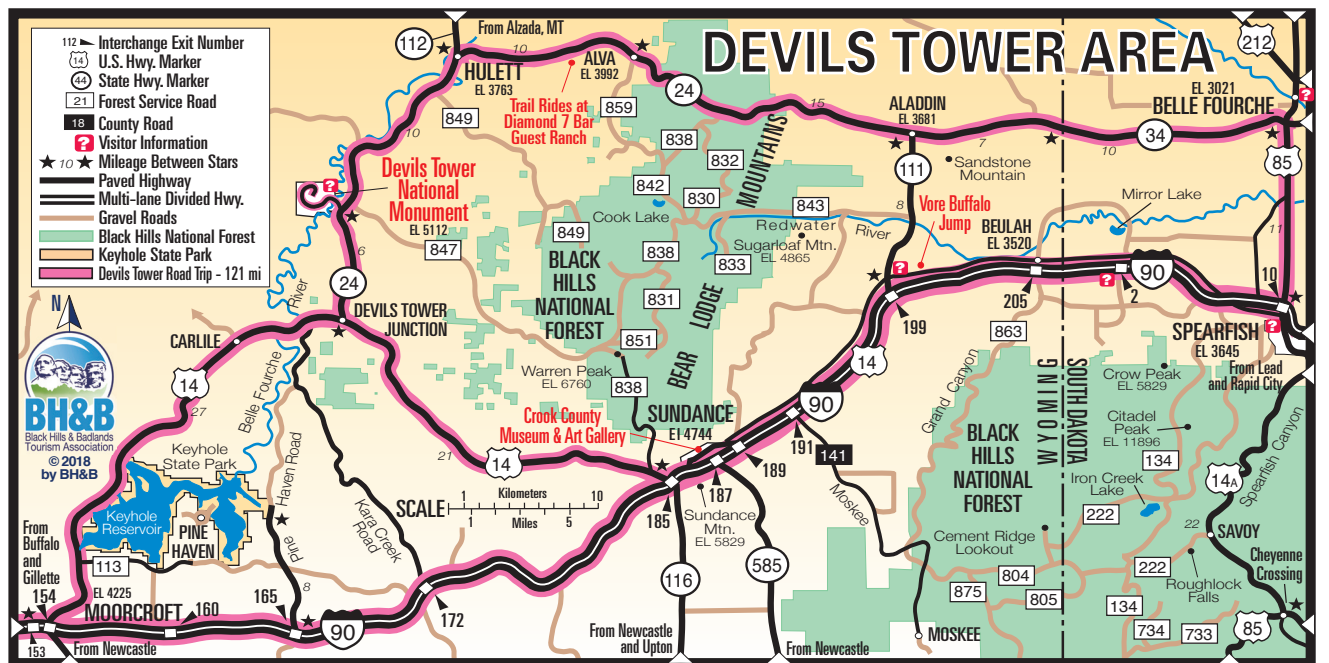 DEVILS TOWER AREA
112 Interchange Exit Number
14 U.S. Hwy. Marker
44 State Hwy. Marker
21 Forest Service Road
18 County Road
? Visitor Information
★ 10 ★ Mileage Between Stars
Paved Highway
Multi-lane Divided Hwy.
Gravel Roads
Black Hills National Forest
Keyhole State Park
Devils Tower Road Trip - 121 mi
N
BH&B
Black Hills & Badlands
Tourism Association
© 2018
by BH&B
112
From Alzada, MT
10
HULETT
EL 3763
ALVA
EL 3992
Trail Rides at
Diamond 7 Bar
Guest Ranch
24
15
ALADDIN
EL 3681
7
10
34
212
EL 3021
BELLE FOURCHE
?
85
849
859
838
832
842
830
Cook Lake
MOUNTAINS
LODGE
BEAR
111
8
Sandstone
Mountain
Mirror Lake
10
?
Devils Tower
National
Monument
EL 5112
847
849
6
24
River
DEVILS TOWER
JUNCTION
BLACK
HILLS
NATIONAL
FOREST
838
833
831
851
838
843
Redwater
River
Sugarloaf Mtn.
EL 4865
Vore Buffalo
Jump
?
BEULAH
EL 3520
205
?
2
90
11
10
199
14
863
SPEARFISH
EL 3645
?
From Lead
and Rapid City
CARLILE
14
27
Belle Fourche
Warren Peak
EL 6760
Crook County
Museum & Art Gallery
SUNDANCE
El 4744
90
191
141
Moskee
189
187
185
Sundance
Mtn.
EL 5829
21
14
SCALE
1
Kilometers
10
1
Miles
5
Grand Canyon
WYOMING
SOUTH DAKOTA
Crow Peak
EL 5829
Citadel
Peak
EL 11896
134
Iron Creek
Lake
222
14A
Spearfish Canyon
22
SAVOY
Cheyenne
Crossing
85
BLACK
HILLS
NATIONAL
FOREST
Cement Ridge
Lookout
804
805
875
222
Roughlock
Falls
134
734
733
MOSKEE
Keyhole
State Park
Keyhole
Reservoir
PINE
HAVEN
Pine
Haven Road
8
Kara Creek
Road
From
Buffalo
and
Gillette
113
EL 4225
MOORCROFT
154
153
160
165
90
172
From Newcastle
116
585
From Newcastle
and Upton
From Newcastle